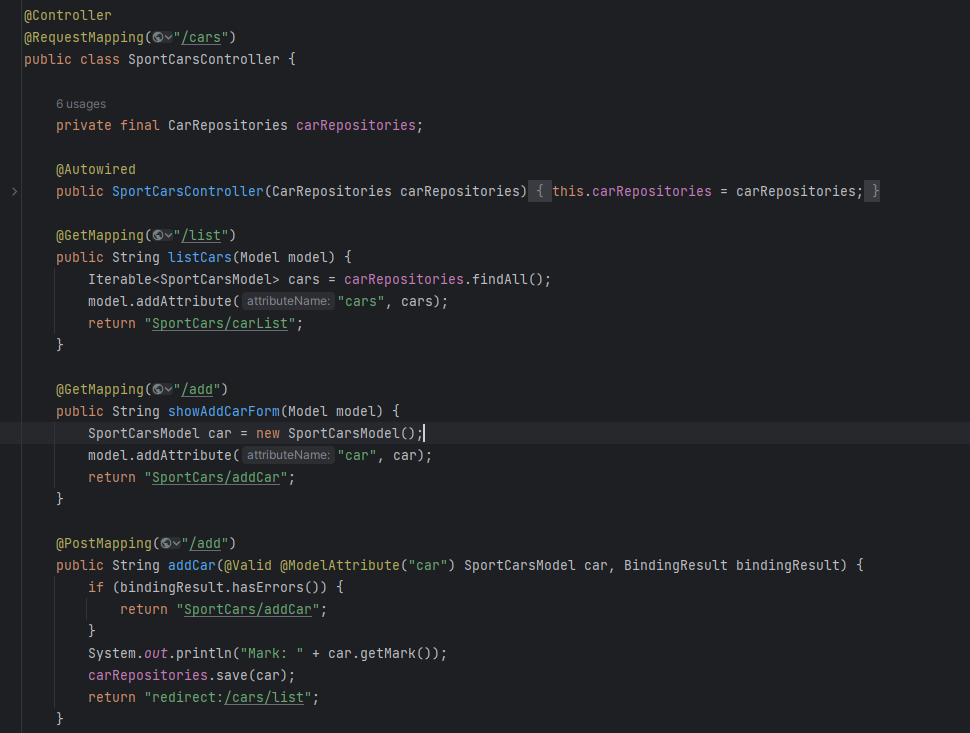 @Controller
@RequestMapping("/cars")
public class SportCarsController {
6 usages
private final CarRepositories carRepositories;
@Autowired
public SportCarsController(CarRepositories carRepositories) { this.carRepositories = carRepositories; }
@GetMapping("/list")
public String listCars(Model model) {
Iterable<SportCarsModel> cars = carRepositories.findAll();
model.addAttribute( attributeName: "cars", cars);
return "SportCars/carList";
}
@GetMapping("/add")
public String showAddCarForm(Model model) {
SportCarsModel car = new SportCarsModel();
model.addAttribute( attributeName: "car", car);
return "SportCars/addCar";
}
@PostMapping("/add")
public String addCar(@Valid @ModelAttribute("car") SportCarsModel car, BindingResult bindingResult) {
if (bindingResult.hasErrors()) {
return "SportCars/addCar";
}
System.out.println("Mark: " + car.getMark());
carRepositories.save(car);
return "redirect:/cars/list";
}